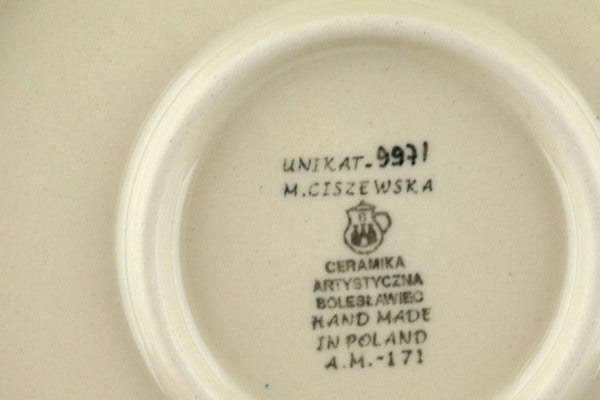 UNIKAT-9971
M.CISZEWSKA
CERAMIKA
ARTYSTYCZNA
BOLESŁAWIEC
HAND MADE
IN POLAND
A.M.-171